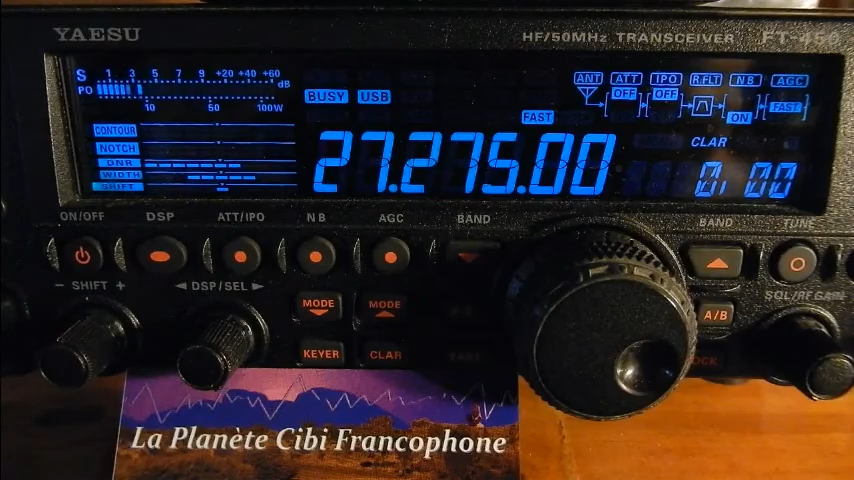 YAESU
HF/50MHz TRANSCEIVER FT-450
S 1 3 5 7 9 +20 +40 +60 dB
PO 10 50 100W
BUSY USB
ANT ATT IPO R.FLT NB AGC
OFF OFF ON FAST
FAST
CONTOUR
NOTCH
DNR
WIDTH
SHIFT
CLAR
27.275.00
0.00
ON/OFF DSP ATT/IPO NB AGC BAND BAND TUNE
− SHIFT + ◄ DSP/SEL ►
SQL/RF GAIN
MODE MODE
A/B
KEYER CLAR
La Planète Cibi Francophone